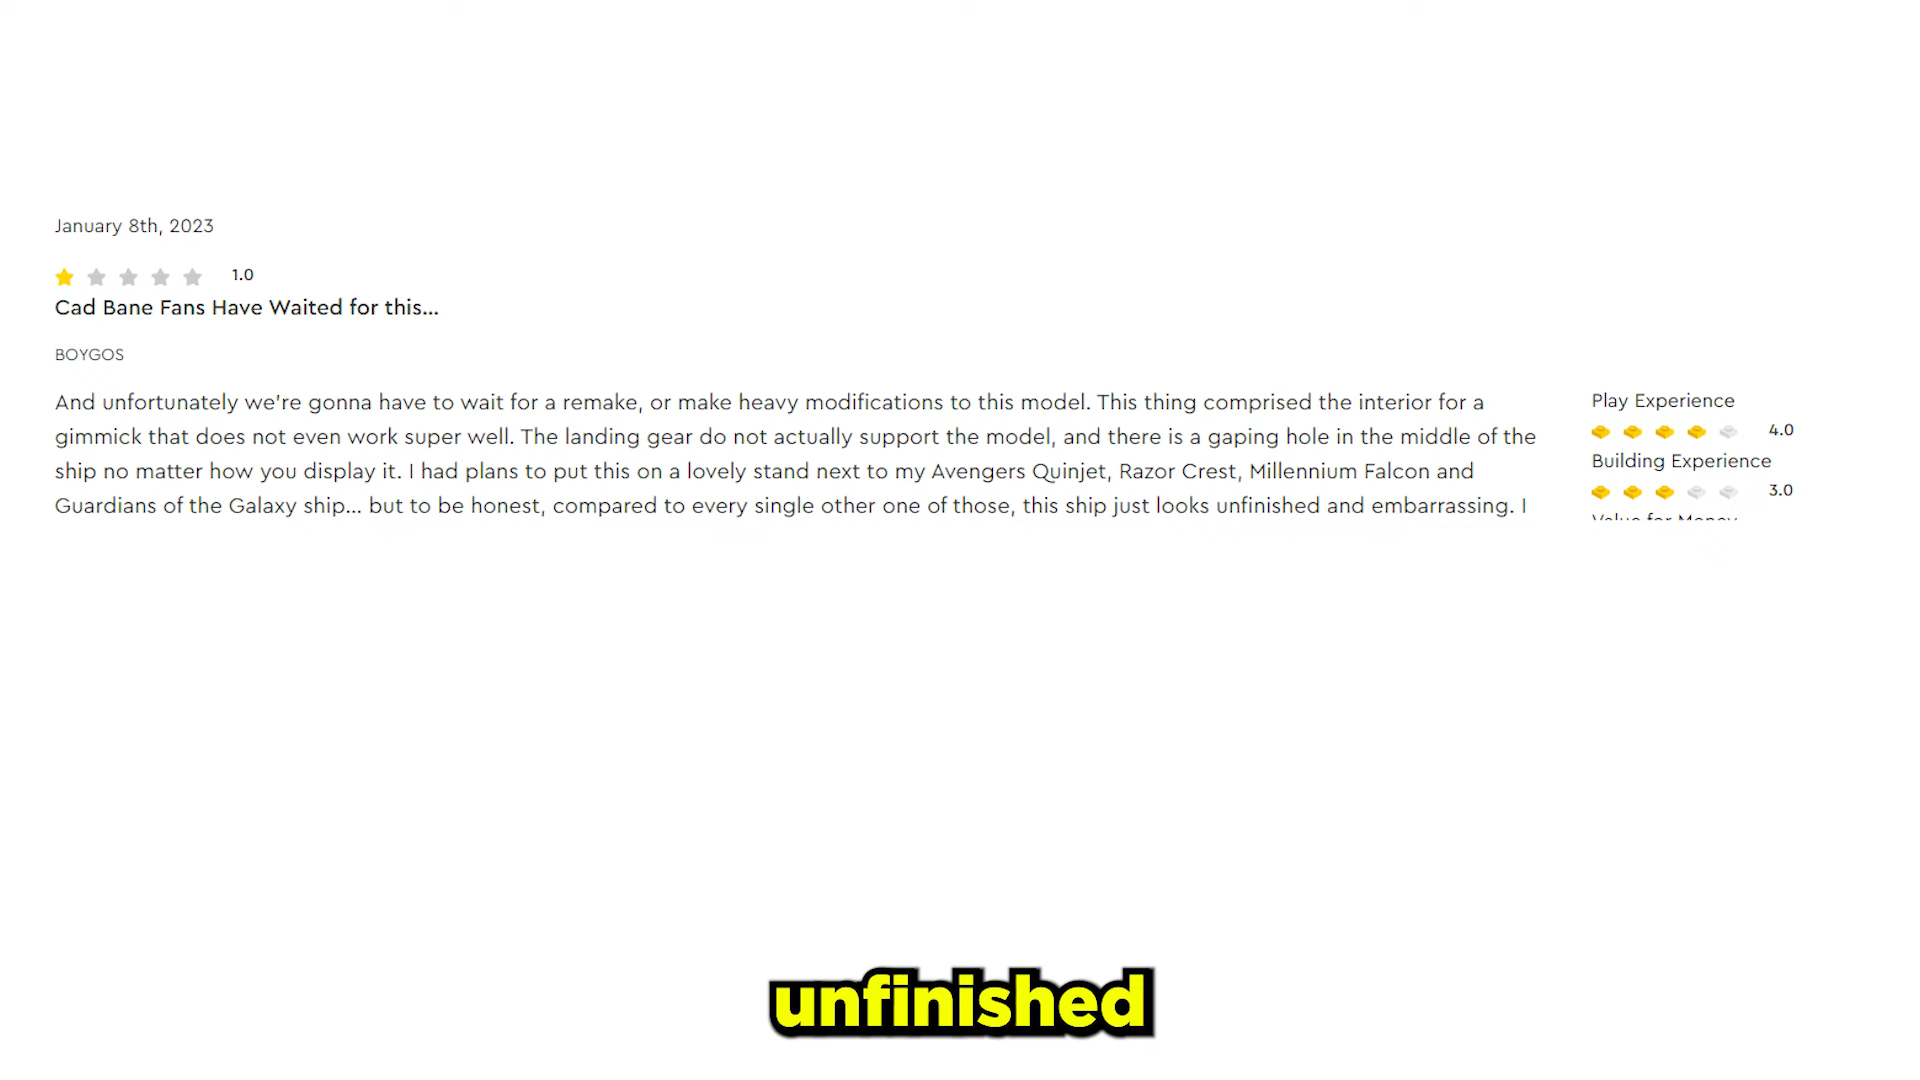 January 8th, 2023
1.0
Cad Bane Fans Have Waited for this...
BOYGOS
And unfortunately we're gonna have to wait for a remake, or make heavy modifications to this model. This thing comprised the interior for a
gimmick that does not even work super well. The landing gear do not actually support the model, and there is a gaping hole in the middle of the
ship no matter how you display it. I had plans to put this on a lovely stand next to my Avengers Quinjet, Razor Crest, Millennium Falcon and
Guardians of the Galaxy ship... but to be honest, compared to every single other one of those, this ship just looks unfinished and embarrassing. I
Play Experience
4.0
Building Experience
3.0
Value for Money
unfinished